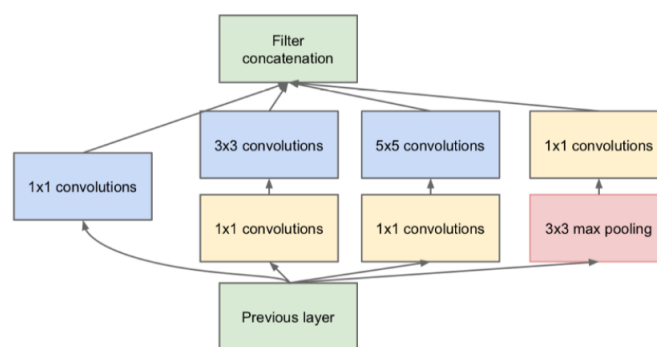 Filter
concatenation
3x3 convolutions
5x5 convolutions
1x1 convolutions
1x1 convolutions
1x1 convolutions
1x1 convolutions
3x3 max pooling
Previous layer